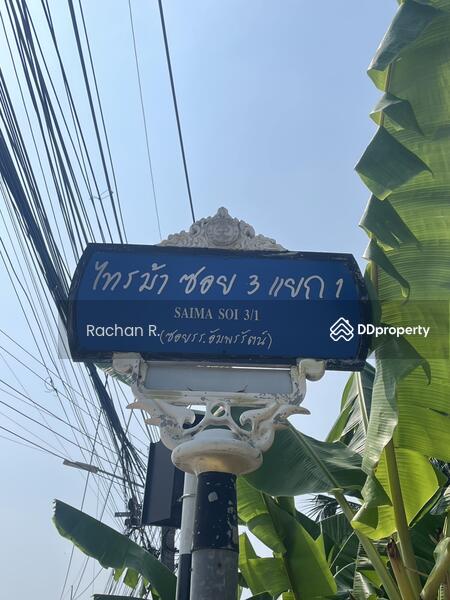 ไทรม้า ซอย 3 แยก 1
SAIMA SOI 3/1
Rachan R.
DDproperty
(ซอยรร.อัมพรรัตน์)